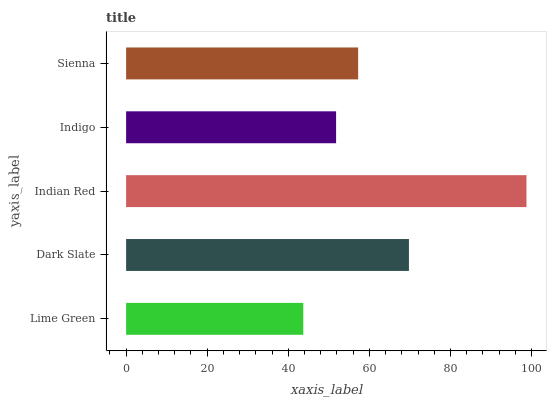 title
Sienna
Indigo
Indian Red
Dark Slate
Lime Green
yaxis_label
0 20 40 60 80 100
xaxis_label